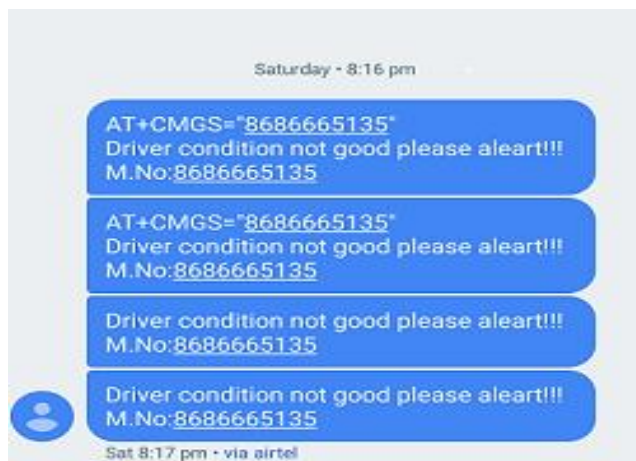 Saturday • 8:16 pm
AT+CMGS="8686665135"
Driver condition not good please aleart!!!
M.No:8686665135
AT+CMGS="8686665135"
Driver condition not good please aleart!!!
M.No:8686665135
Driver condition not good please aleart!!!
M.No:8686665135
Driver condition not good please aleart!!!
M.No:8686665135
Sat 8:17 pm • via airtel